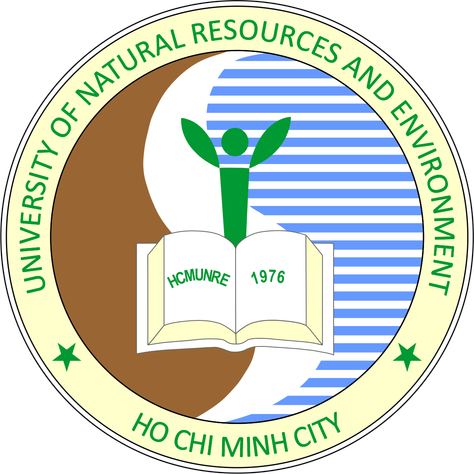 UNIVERSITY OF NATURAL RESOURCES AND ENVIRONMENT
HCMUNRE 1976
HO CHI MINH CITY